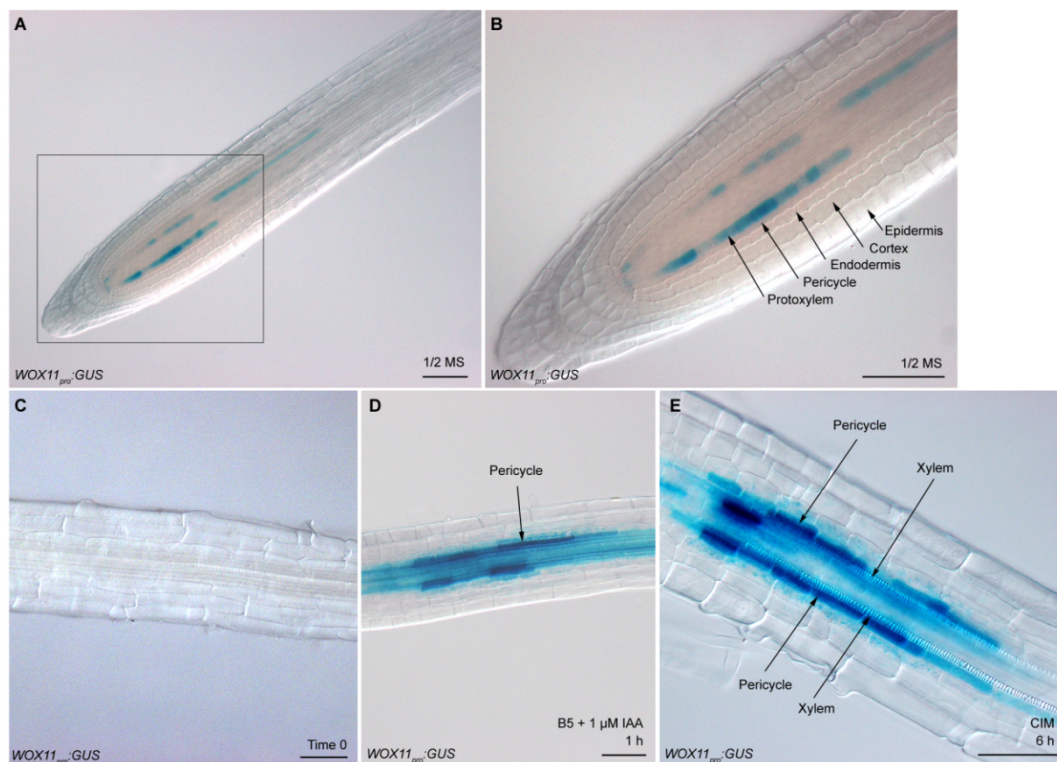 A
WOX11pro:GUS
1/2 MS
B
Epidermis
Cortex
Endodermis
Pericycle
Protoxylem
WOX11pro:GUS
1/2 MS
C
WOX11 :GUS
Time 0
D
Pericycle
B5 + 1 µM IAA
1 h
WOX11pro:GUS
E
Pericycle
Xylem
Pericycle
Xylem
CIM
6 h
WOX11pro:GUS